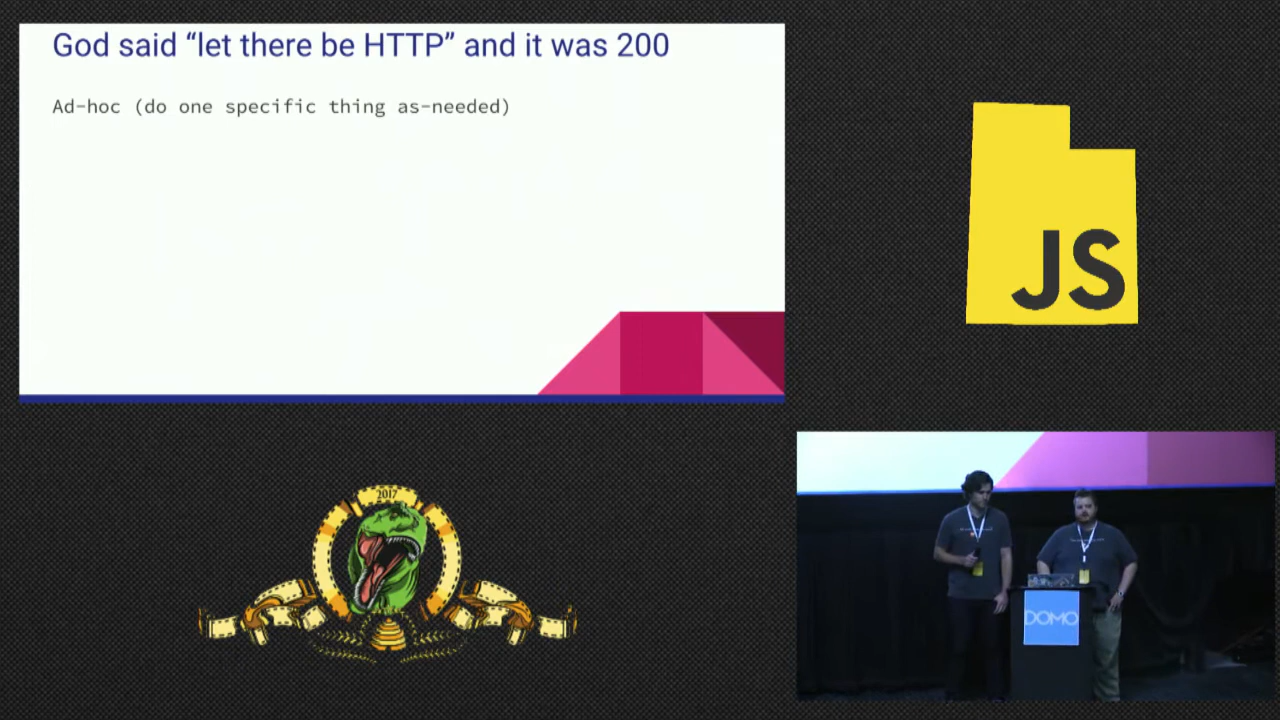 God said “let there be HTTP” and it was 200
Ad-hoc (do one specific thing as-needed)
JS
2017
DOMO